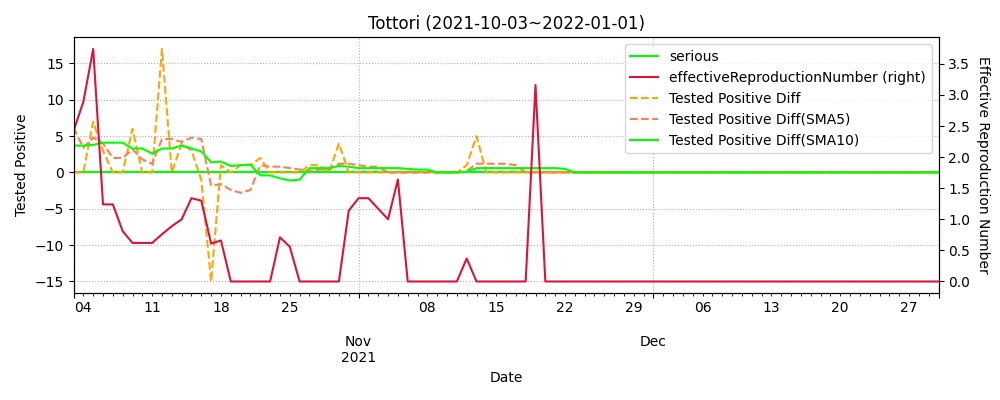 Tottori (2021-10-03~2022-01-01)
serious
effectiveReproductionNumber (right)
Tested Positive Diff
Tested Positive Diff(SMA5)
Tested Positive Diff(SMA10)
Tested Positive
15
10
5
0
−5
−10
−15
3.5
3.0
2.5
2.0
1.5
1.0
0.5
0.0
Effective Reproduction Number
04 11 18 25 08 15 22 29 06 13 20 27
Nov Dec
2021
Date